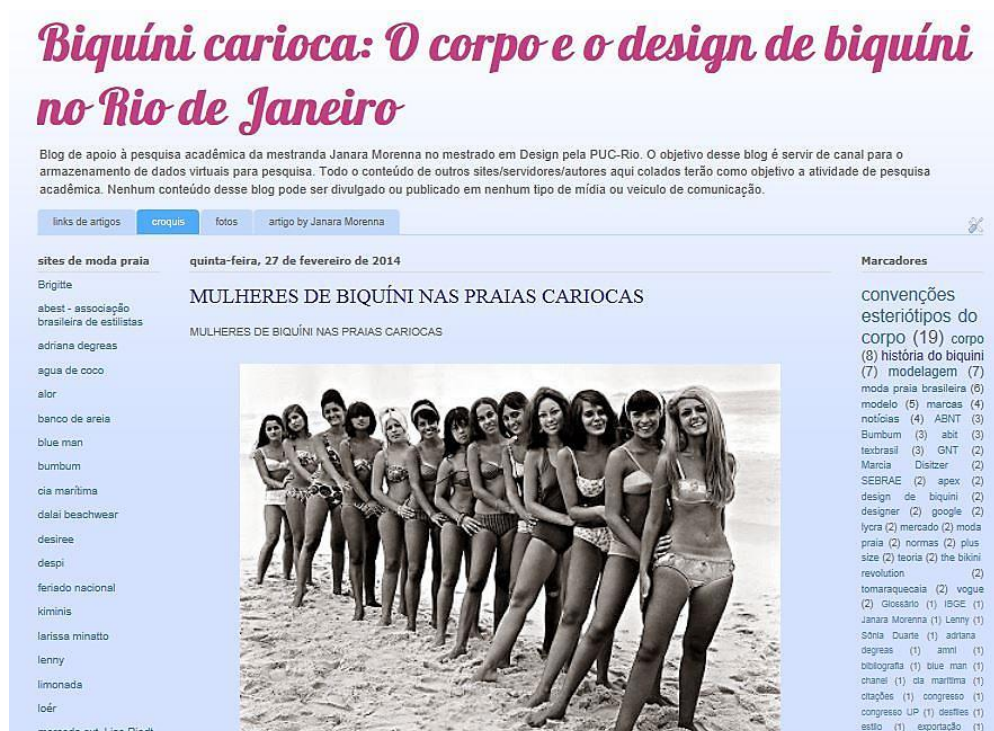 Biquíni carioca: O corpo e o design de biquíni
no Rio de Janeiro
Blog de apoio à pesquisa acadêmica da mestranda Janara Morenna no mestrado em Design pela PUC-Rio. O objetivo desse blog é servir de canal para o
armazenamento de dados virtuais para pesquisa. Todo o conteúdo de outros sites/servidores/autores aqui colados terão como objetivo a atividade de pesquisa
acadêmica. Nenhum conteúdo desse blog pode ser divulgado ou publicado em nenhum tipo de mídia ou veículo de comunicação.
links de artigos croquis fotos artigo by Janara Morenna
sites de moda praia
Brigitte
abest - associação
brasileira de estilistas
adriana degreas
agua de coco
alor
banco de areia
blue man
bumbum
cia marítima
dalai beachwear
desiree
despi
feriado nacional
kiminis
larissa minatto
lenny
limonada
loér
quinta-feira, 27 de fevereiro de 2014
MULHERES DE BIQUÍNI NAS PRAIAS CARIOCAS
MULHERES DE BIQUÍNI NAS PRAIAS CARIOCAS
Marcadores
convenções
esteriótipos do
corpo (19) corpo
(8) história do biquini
(7) modelagem (7)
moda praia brasileira (6)
modelo (5) marcas (4)
notícias (4) ABNT (3)
Bumbum (3) abit (3)
texbrasil (3) GNT (2)
Marcia Disitzer (2)
SEBRAE (2) apex (2)
design de biquini (2)
designer (2) google (2)
lycra (2) mercado (2) moda
praia (2) normas (2) plus
size (2) teoria (2) the bikini
revolution (2)
tomaraquecaia (2) vogue
(2) Glossário (1) IBGE (1)
Janara Morenna (1) Lenny (1)
Sônia Duarte (1) adriana
degreas (1) amni (1)
bibliografia (1) blue man (1)
chanel (1) cia marítima (1)
citações (1) congresso (1)
congresso UP (1) desfiles (1)
estilo (1) exportação (1)